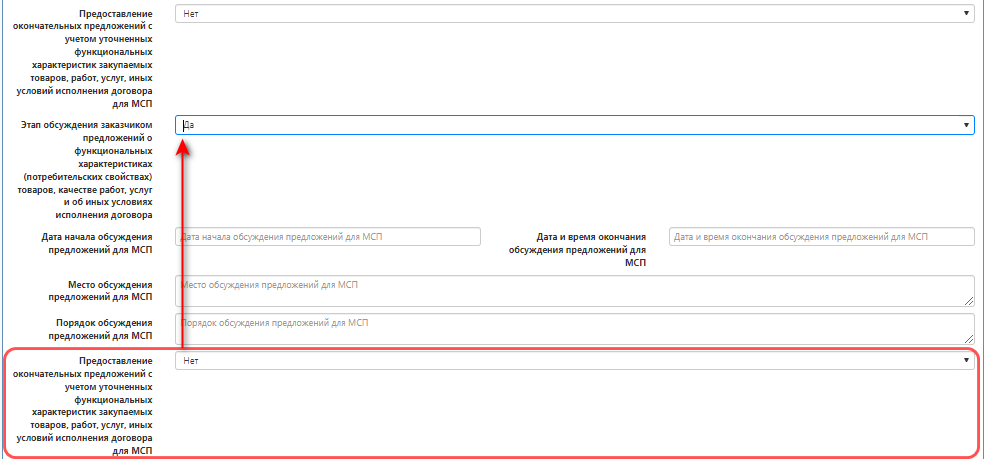 Предоставление
окончательных предложений с
учетом уточненных
функциональных
характеристик закупаемых
товаров, работ, услуг, иных
условий исполнения договора
для МСП
Нет
Этап обсуждения заказчиком
предложений о
функциональных
характеристиках
(потребительских свойствах)
товаров, качестве работ, услуг
и об иных условиях
исполнения договора
Да
Дата начала обсуждения
предложений для МСП
Дата начала обсуждения предложений для МСП
Дата и время окончания
обсуждения предложений для
МСП
Дата и время окончания обсуждения предложений для МСП
Место обсуждения
предложений для МСП
Место обсуждения предложений для МСП
Порядок обсуждения
предложений для МСП
Порядок обсуждения предложений для МСП
Предоставление
окончательных предложений с
учетом уточненных
функциональных
характеристик закупаемых
товаров, работ, услуг, иных
условий исполнения договора
для МСП
Нет